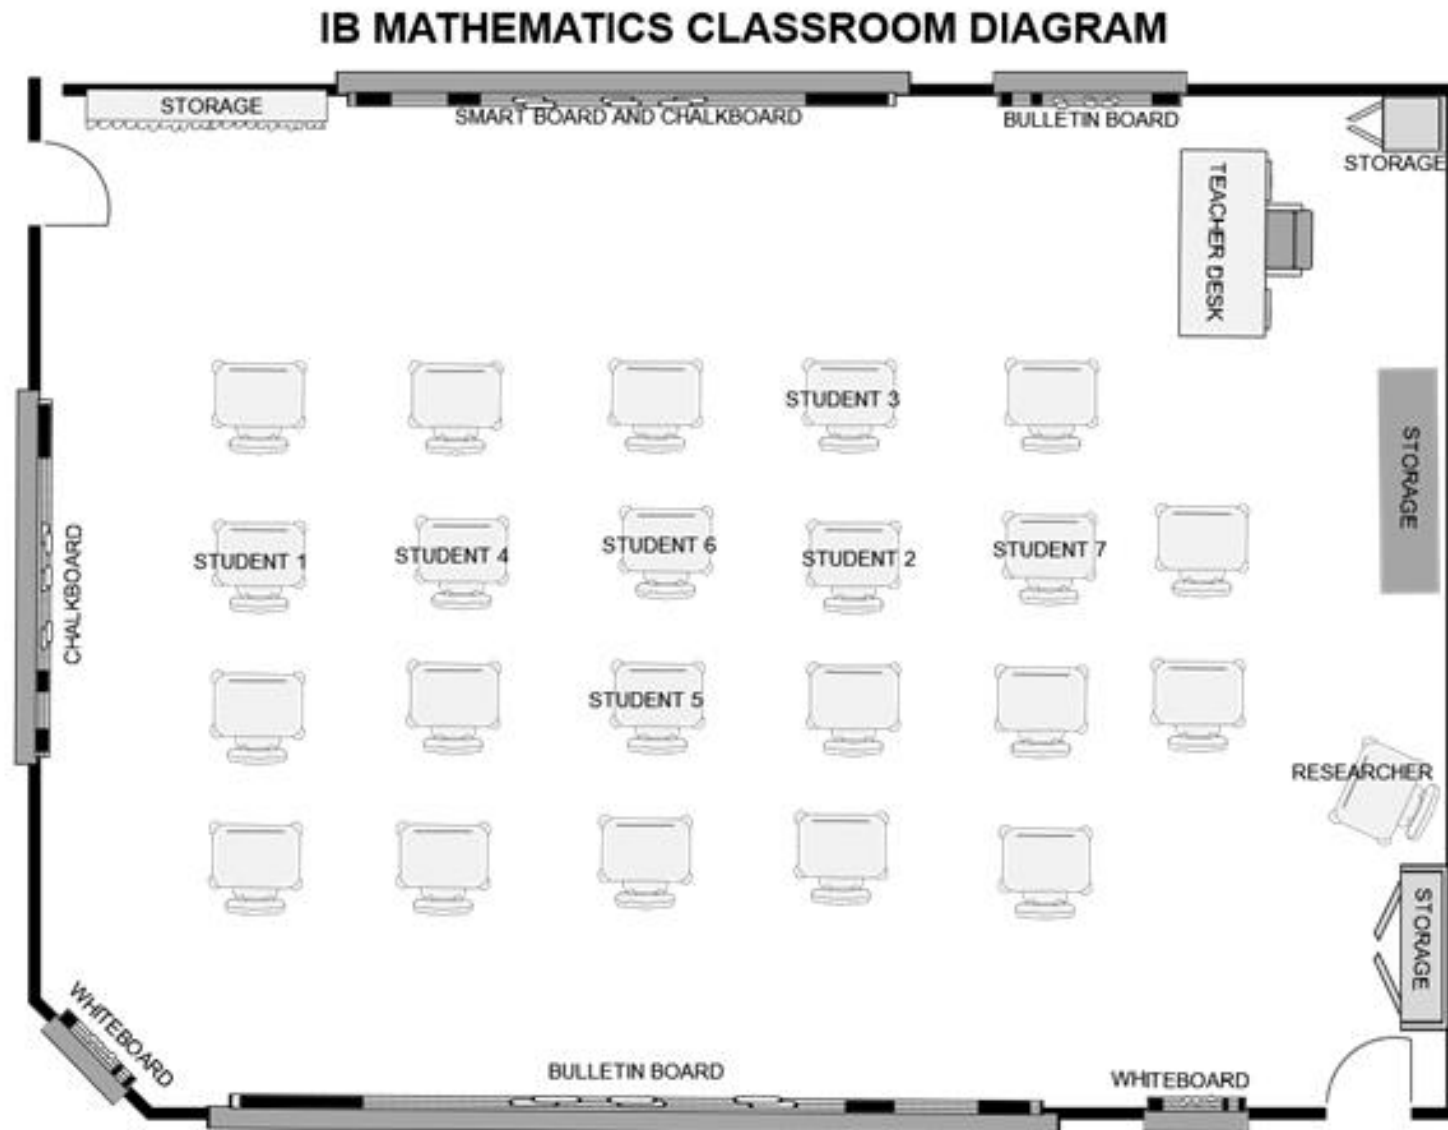 IB MATHEMATICS CLASSROOM DIAGRAM
STORAGE
SMART BOARD AND CHALKBOARD
BULLETIN BOARD
STORAGE
TEACHER DESK
STUDENT 3
STORAGE
CHALKBOARD
STUDENT 1
STUDENT 4
STUDENT 6
STUDENT 2
STUDENT 7
STUDENT 5
RESEARCHER
STORAGE
WHITEBOARD
BULLETIN BOARD
WHITEBOARD